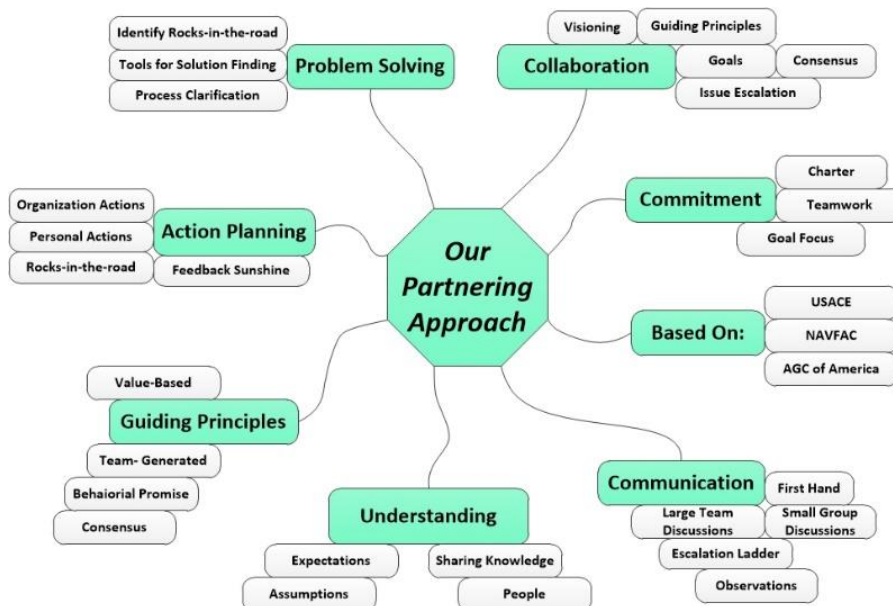 Identify Rocks-in-the-road
Tools for Solution Finding
Process Clarification
Problem Solving
Visioning
Guiding Principles
Collaboration
Goals
Consensus
Issue Escalation
Organization Actions
Personal Actions
Rocks-in-the-road
Action Planning
Feedback Sunshine
Our
Partnering
Approach
Commitment
Charter
Teamwork
Goal Focus
Based On:
USACE
NAVFAC
AGC of America
Value-Based
Guiding Principles
Team- Generated
Behaiorial Promise
Consensus
Understanding
Expectations
Sharing Knowledge
Assumptions
People
Communication
First Hand
Large Team
Discussions
Small Group
Discussions
Escalation Ladder
Observations